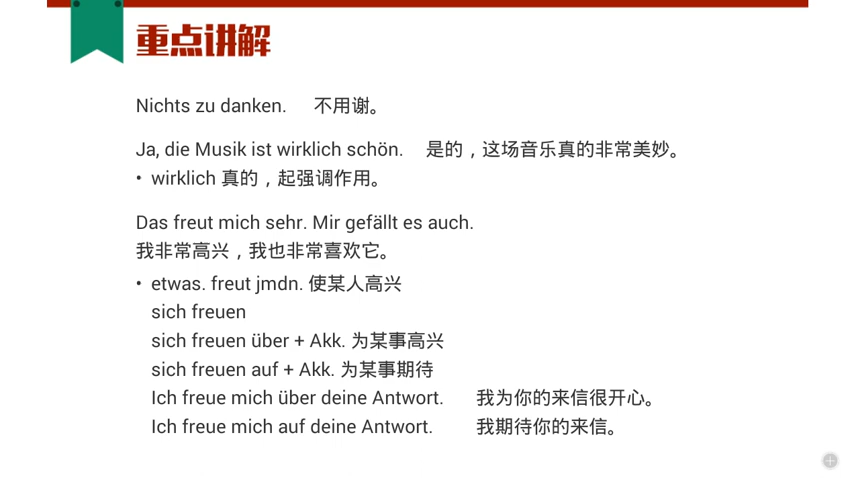 重点讲解
Nichts zu danken. 不用谢。
Ja, die Musik ist wirklich schön. 是的，这场音乐真的非常美妙。
• wirklich 真的，起强调作用。
Das freut mich sehr. Mir gefällt es auch.
我非常高兴，我也非常喜欢它。
• etwas. freut jmdn. 使某人高兴
sich freuen
sich freuen über + Akk. 为某事高兴
sich freuen auf + Akk. 为某事期待
Ich freue mich über deine Antwort. 我为你的来信很开心。
Ich freue mich auf deine Antwort. 我期待你的来信。